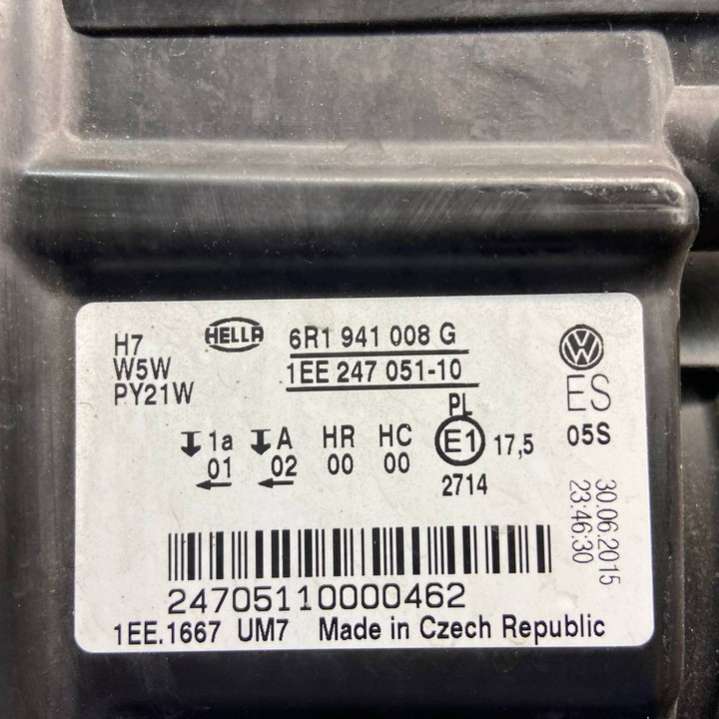 H7
W5W
PY21W
HELLA
6R1 941 008 G
1EE 247 051-10
VW
ES
05S
1a
01
A
02
HR
00
HC
00
PL
E1
17,5
2714
30.06.2015
23:46:30
24705110000462
1EE.1667 UM7 Made in Czech Republic